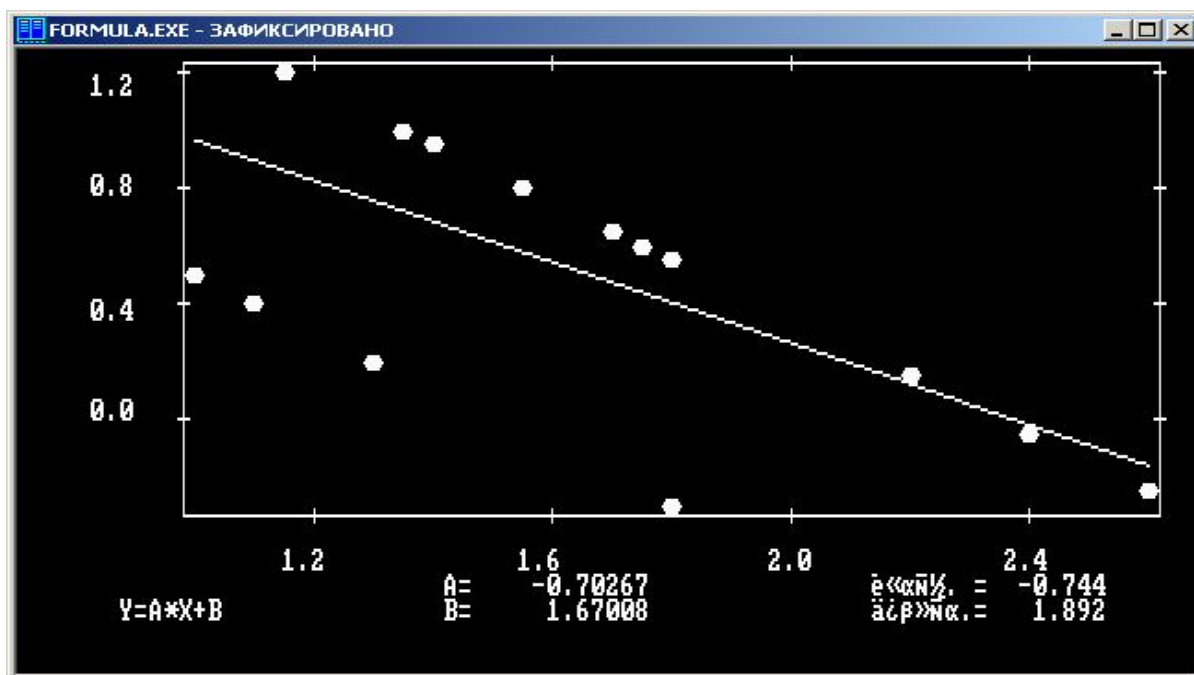 FORMULA.EXE - ЗАФИКСИРОВАНО
1.2
0.8
0.4
0.0
1.2 1.6 2.0 2.4
A= -0.70267 = -0.744
Y=A*X+B B= 1.67008 = 1.892